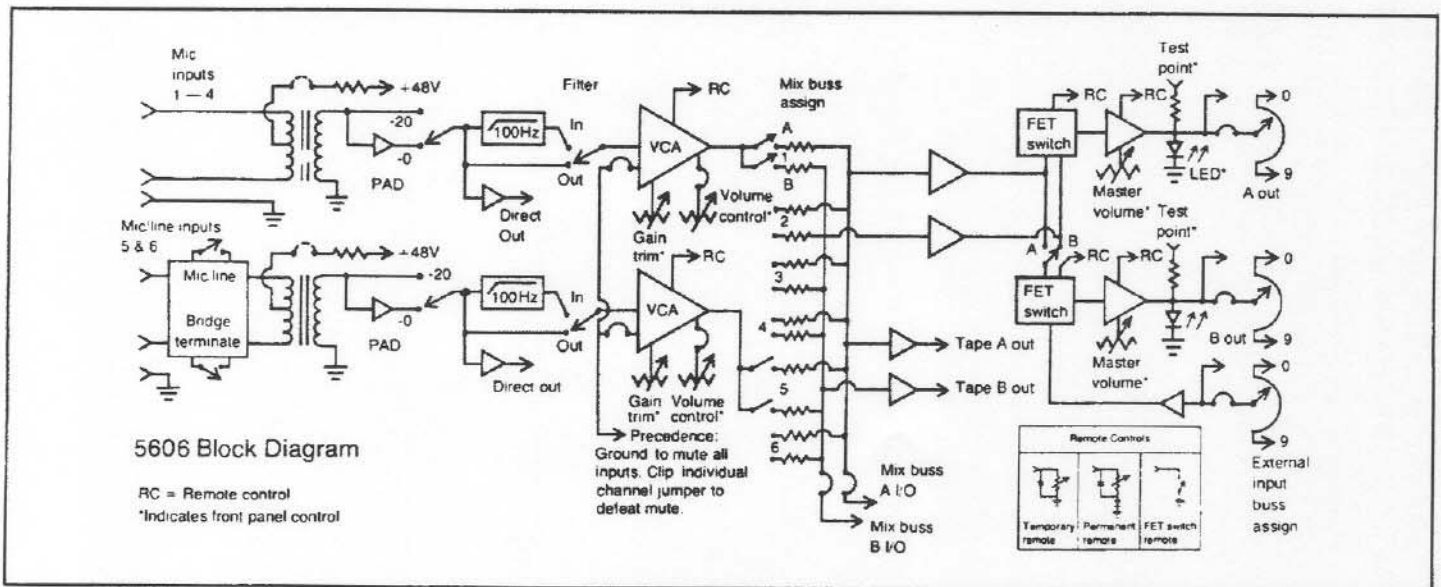 Mic
inputs
1 — 4
+48V
-20
-0
PAD
Filter
100Hz
In
Out
Direct
Out
RC
VCA
Gain
trim*
Volume
control*
Mix buss
assign
A
1
B
2
3
4
5
6
Mic/line inputs
5 & 6
Mic line
Bridge
terminate
+48V
-20
-0
PAD
100Hz
In
Out
Direct out
RC
VCA
Gain
trim*
Volume
control*
Precedence:
Ground to mute all
inputs. Clip individual
channel jumper to
defeat mute.
Tape A out
Tape B out
Mix buss
A I/O
Mix buss
B I/O
RC
RC
FET
switch
Master
volume*
Test
point*
LED*
0
9
A out
A
B
RC
RC
FET
switch
Master
volume*
Test
point*
0
9
B out
0
9
External
input
buss
assign
Remote Controls
Temporary
remote
Permanent
remote
FET switch
remote
5606 Block Diagram
RC = Remote control
*Indicates front panel control